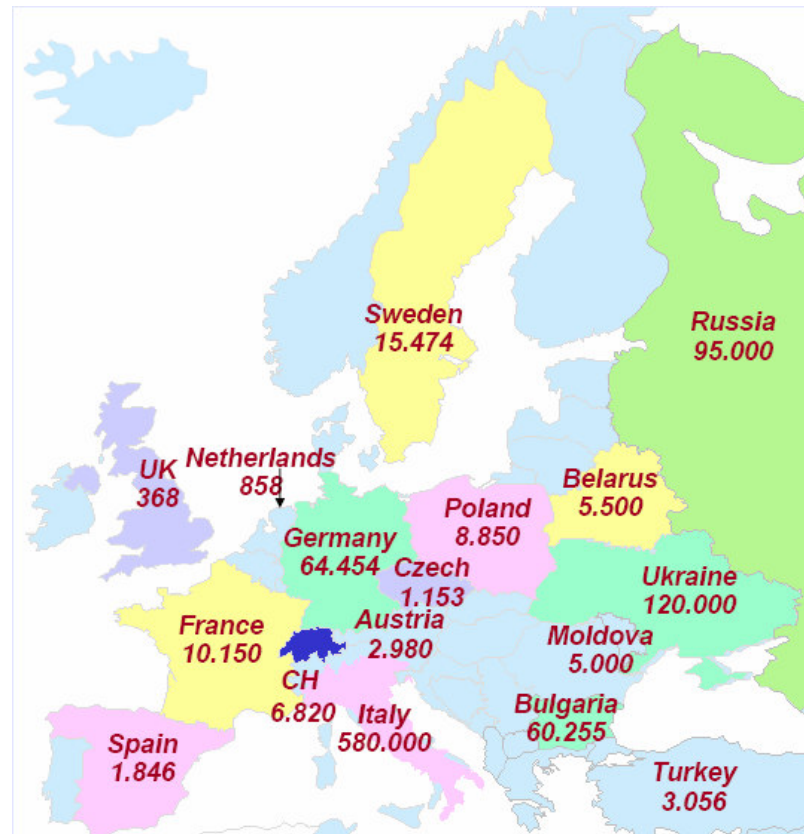 Sweden
15.474
Russia
95.000
Netherlands
858
UK
368
Belarus
5.500
Poland
8.850
Germany
64.454
Czech
1.153
Ukraine
120.000
France
10.150
Austria
2.980
Moldova
5.000
CH
6.820
Italy
580.000
Bulgaria
60.255
Spain
1.846
Turkey
3.056